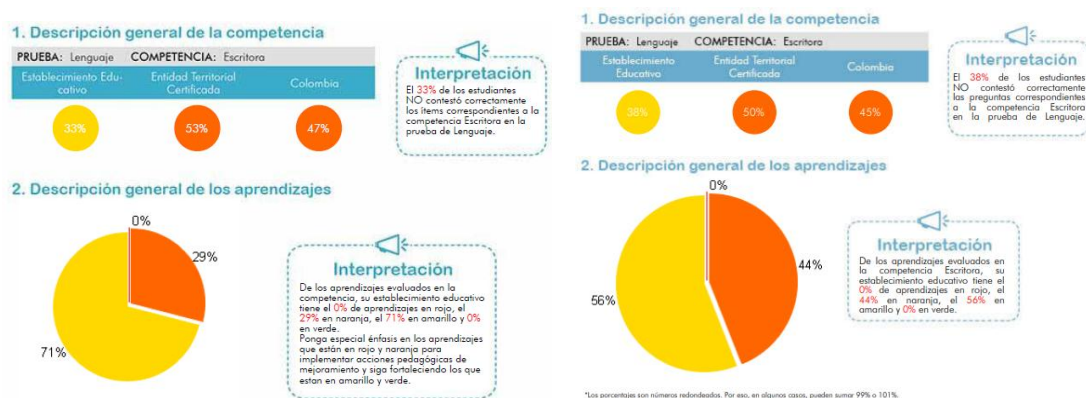 1. Descripción general de la competencia
PRUEBA: Lenguaje COMPETENCIA: Escritora
Establecimiento Edu-
cativo
Entidad Territorial
Certificada
Colombia
33%
53%
47%
Interpretación
El 33% de los estudiantes
NO contestó correctamente
los ítems correspondientes a la
competencia Escritora en la
prueba de Lenguaje.
2. Descripción general de los aprendizajes
0%
29%
71%
Interpretación
De los aprendizajes evaluados en la
competencia, su establecimiento educativo
tiene el 0% de aprendizajes en rojo, el
29% en naranja, el 71% en amarillo y 0%
en verde.
Ponga especial énfasis en los aprendizajes
que están en rojo y naranja para
implementar acciones pedagógicas de
mejoramiento y siga fortaleciendo los que
estan en amarillo y verde.
1. Descripción general de la competencia
PRUEBA: Lenguaje COMPETENCIA: Escritora
Establecimiento
Educativo
Entidad Territorial
Certificada
Colombia
38%
50%
45%
Interpretación
El 38% de los estudiantes
NO contestó correctamente
las preguntas correspondientes
a la competencia Escritora
en la prueba de Lenguaje.
2. Descripción general de los aprendizajes
0%
44%
56%
Interpretación
De los aprendizajes evaluados en
la competencia Escritora, su
establecimiento educativo tiene el
0% de aprendizajes en rojo, el
44% en naranja, el 56% en
amarillo y 0% en verde.
*Los porcentajes son números redondeados. Por eso, en algunos casos, pueden sumar 99% o 101%.